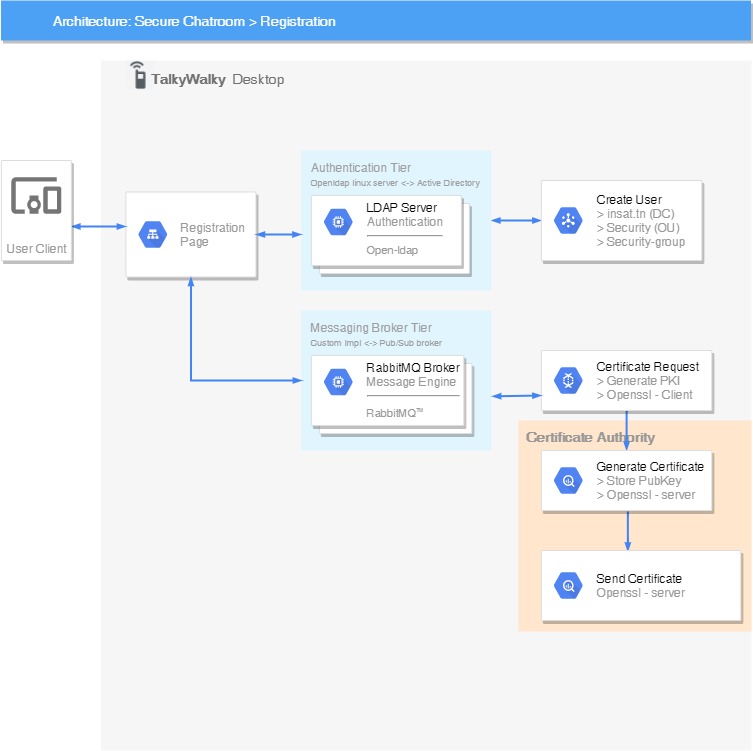 Architecture: Secure Chatroom > Registration
TalkyWalky Desktop
User Client
Registration
Page
Authentication Tier
Openldap linux server <-> Active Directory
LDAP Server
Authentication
Open-ldap
Create User
> insat.tn (DC)
> Security (OU)
> Security-group
Messaging Broker Tier
Custom Impl <-> Pub/Sub broker
RabbitMQ Broker
Message Engine
RabbitMQ™
Certificate Request
> Generate PKI
> Openssl - Client
Certificate Authority
Generate Certificate
> Store PubKey
> Openssl - server
Send Certificate
Openssl - server